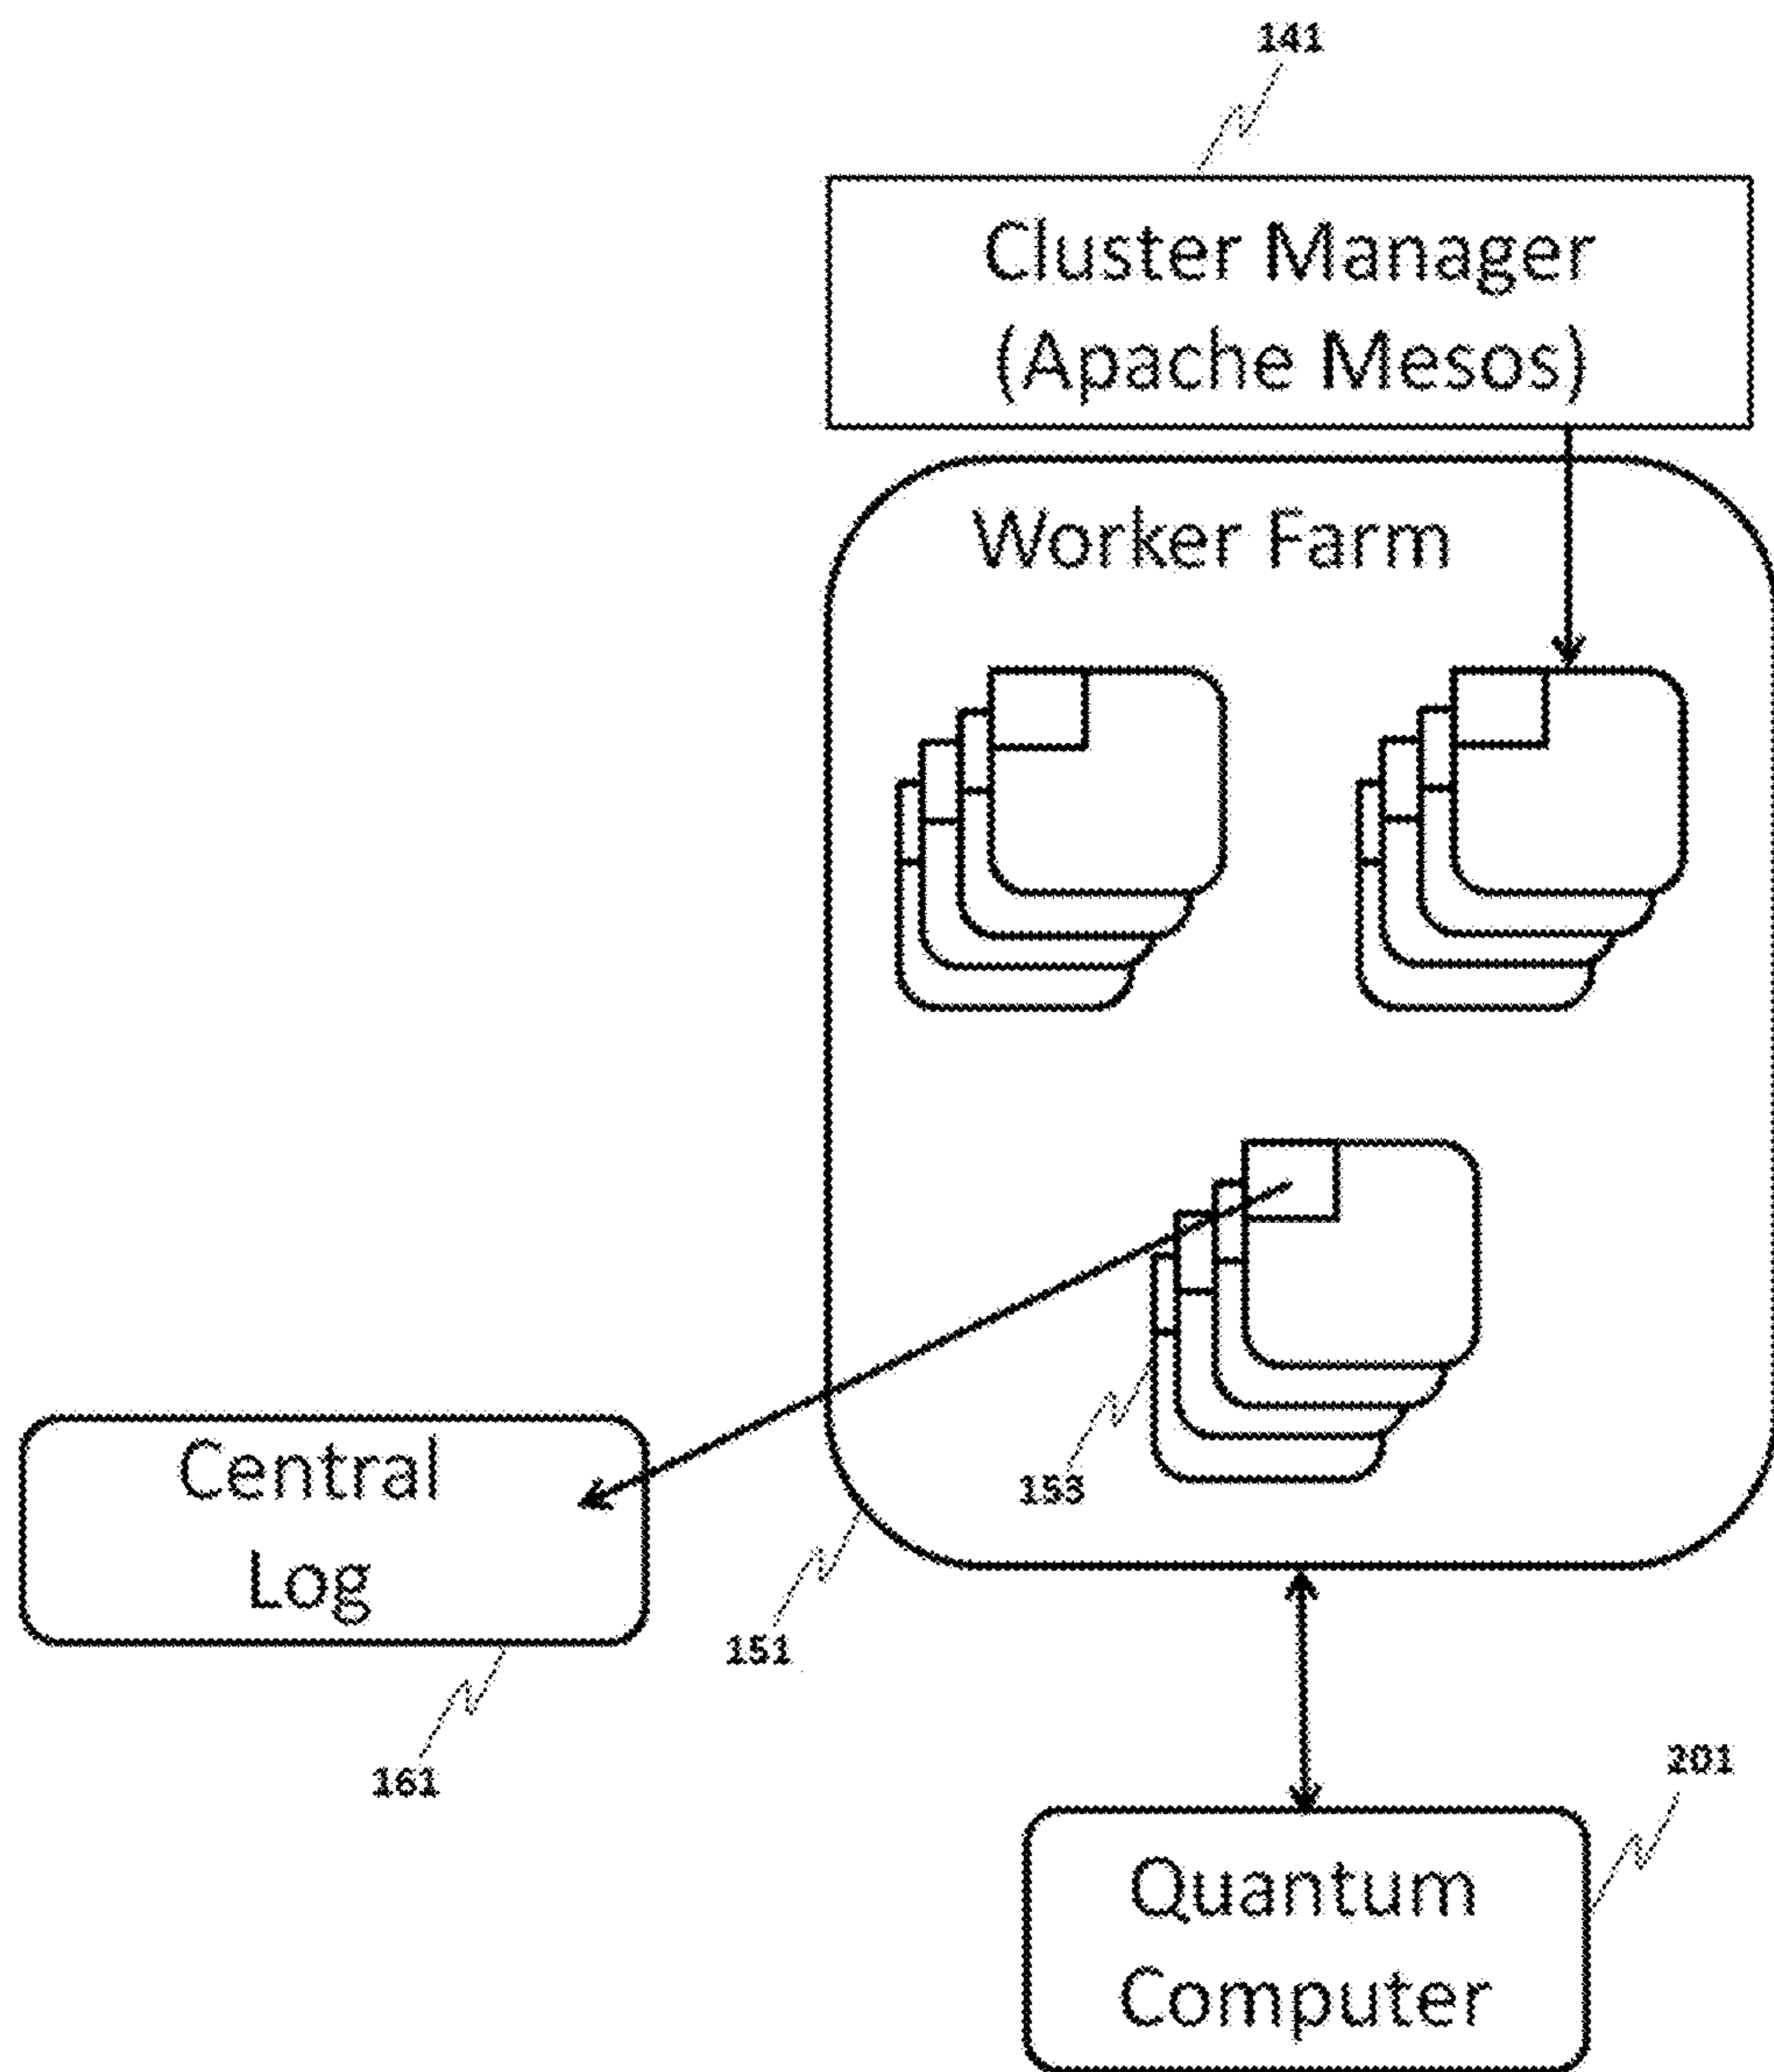 141
Cluster Manager
(Apache Mesos)
Worker Farm
153
Central
Log
151
161
201
Quantum
Computer